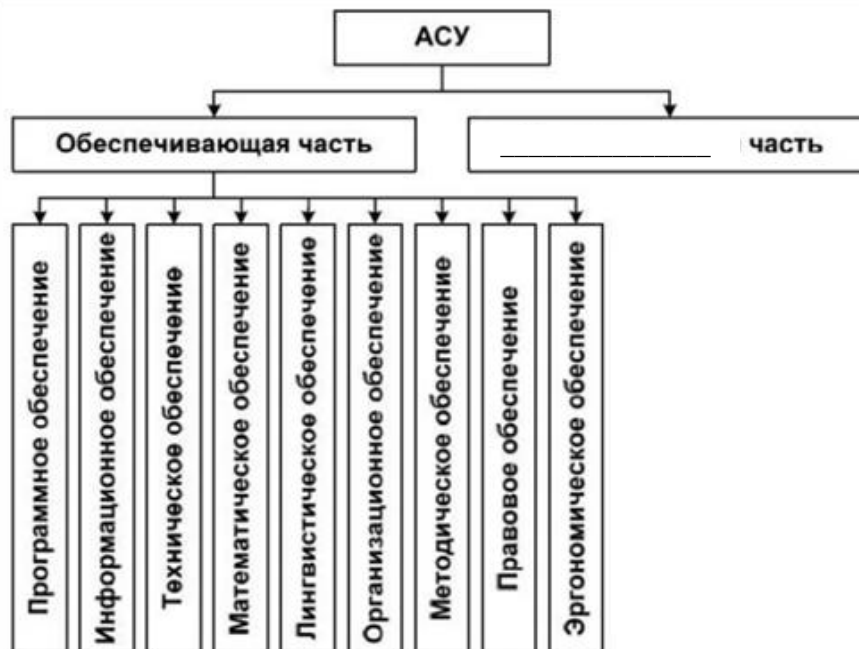 АСУ
Обеспечивающая часть
_______________ часть
Программное обеспечение
Информационное обеспечение
Техническое обеспечение
Математическое обеспечение
Лингвистическое обеспечение
Организационное обеспечение
Методическое обеспечение
Правовое обеспечение
Эргономическое обеспечение